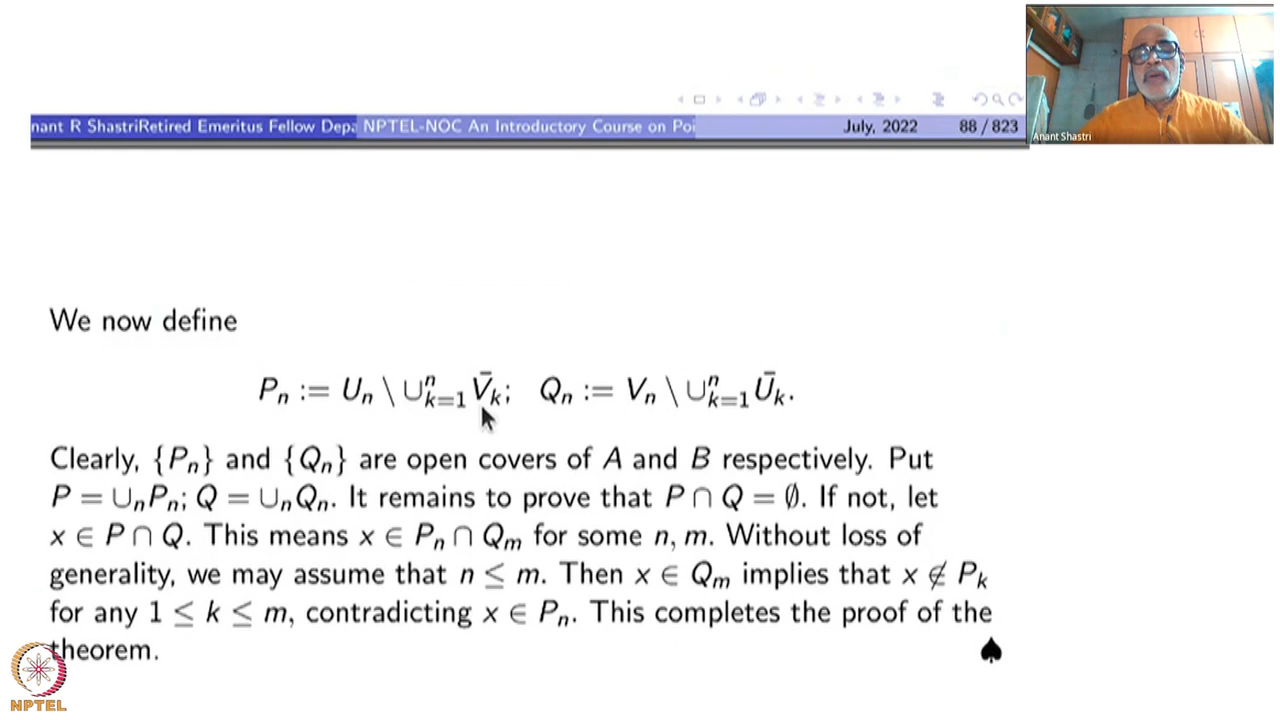 nant R ShastriRetired Emeritus Fellow Depa NPTEL-NOC An Introductory Course on Poi July, 2022 88 / 823
Anant Shastri
We now define
Pₙ := Uₙ \ ∪ⁿₖ₌₁ V̄ₖ; Qₙ := Vₙ \ ∪ⁿₖ₌₁ Ūₖ.
Clearly, {Pₙ} and {Qₙ} are open covers of A and B respectively. Put
P = ∪ₙPₙ; Q = ∪ₙQₙ. It remains to prove that P ∩ Q = ∅. If not, let
x ∈ P ∩ Q. This means x ∈ Pₙ ∩ Qₘ for some n, m. Without loss of
generality, we may assume that n ≤ m. Then x ∈ Qₘ implies that x ∉ Pₖ
for any 1 ≤ k ≤ m, contradicting x ∈ Pₙ. This completes the proof of the
theorem. ♠
NPTEL